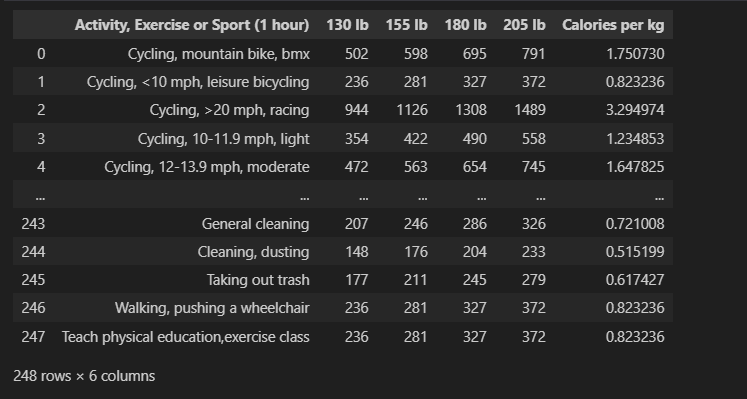 Activity, Exercise or Sport (1 hour) 130 lb 155 lb 180 lb 205 lb Calories per kg
0 Cycling, mountain bike, bmx 502 598 695 791 1.750730
1 Cycling, <10 mph, leisure bicycling 236 281 327 372 0.823236
2 Cycling, >20 mph, racing 944 1126 1308 1489 3.294974
3 Cycling, 10-11.9 mph, light 354 422 490 558 1.234853
4 Cycling, 12-13.9 mph, moderate 472 563 654 745 1.647825
... ... ... ... ... ... ...
243 General cleaning 207 246 286 326 0.721008
244 Cleaning, dusting 148 176 204 233 0.515199
245 Taking out trash 177 211 245 279 0.617427
246 Walking, pushing a wheelchair 236 281 327 372 0.823236
247 Teach physical education,exercise class 236 281 327 372 0.823236
248 rows × 6 columns